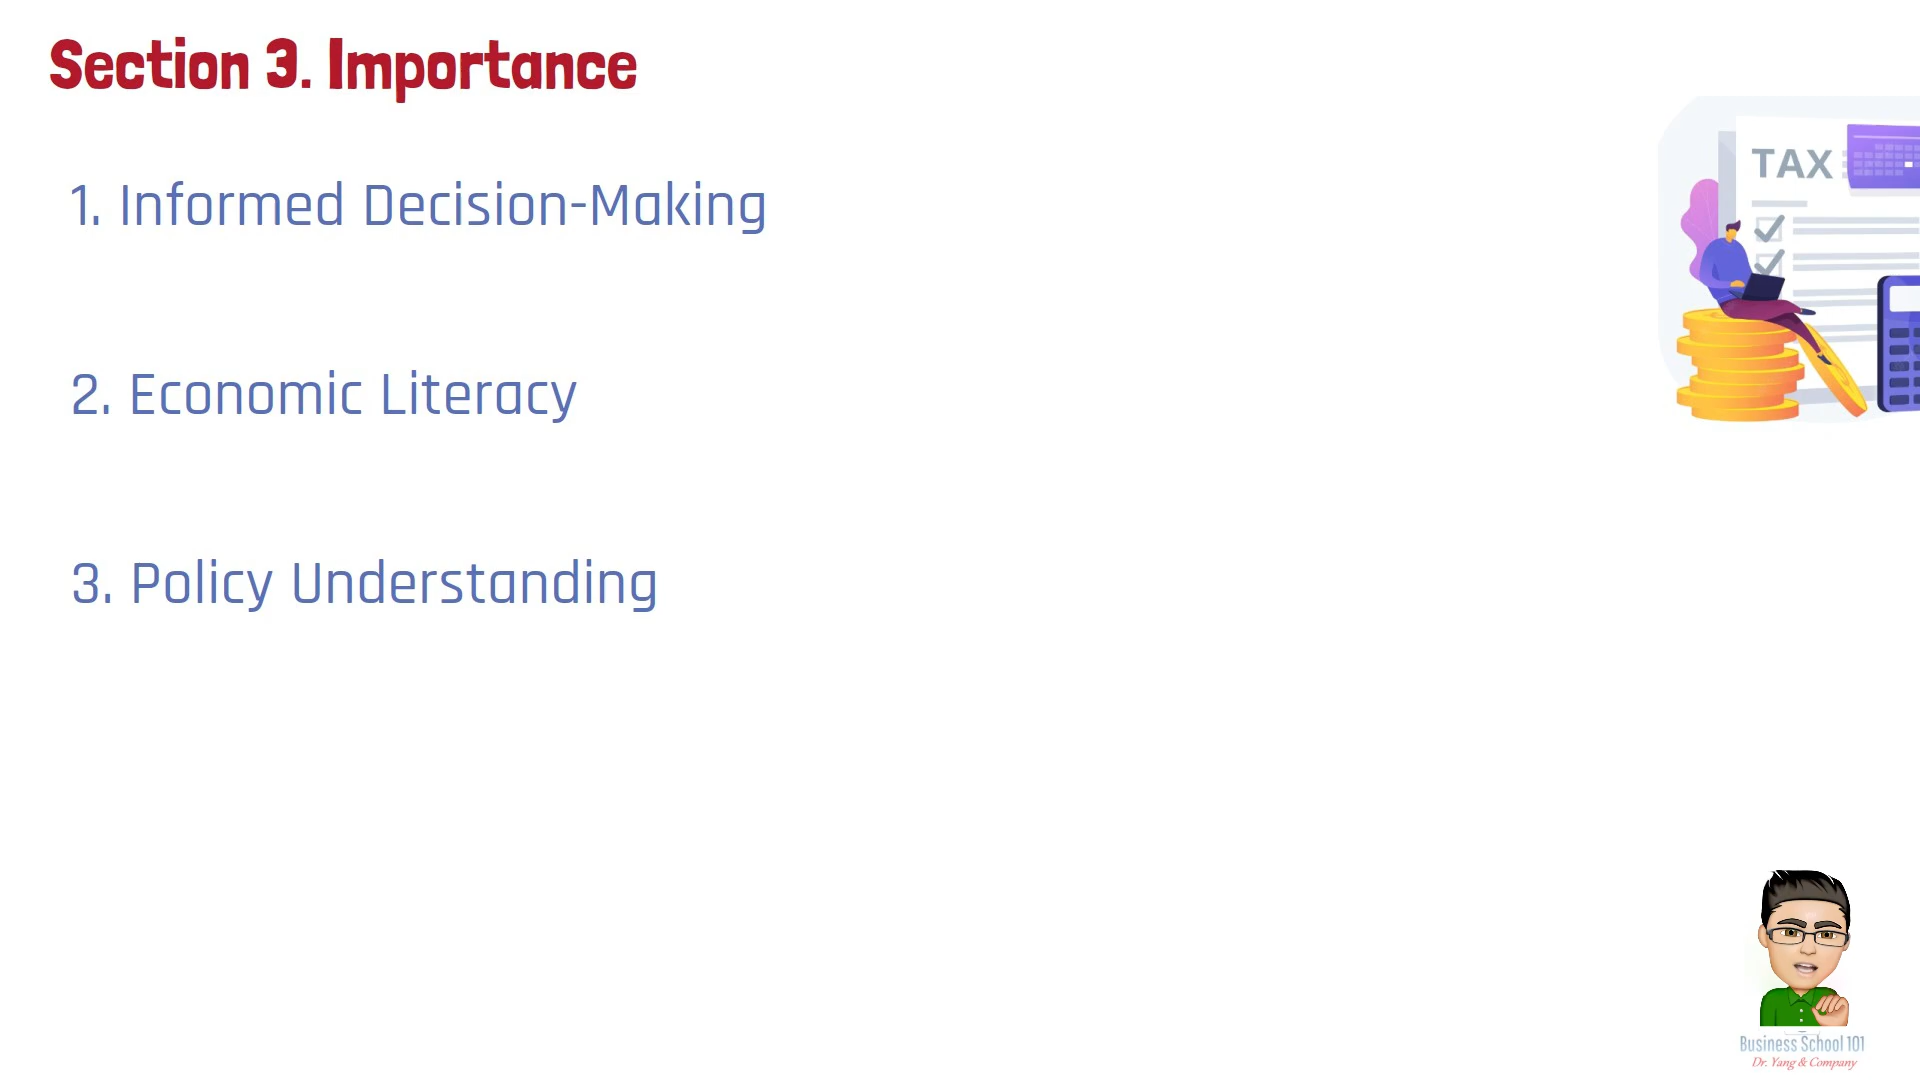 Section 3. Importance
1. Informed Decision-Making
TAX
2. Economic Literacy
3. Policy Understanding
Business School 101
Dr. Yang & Company